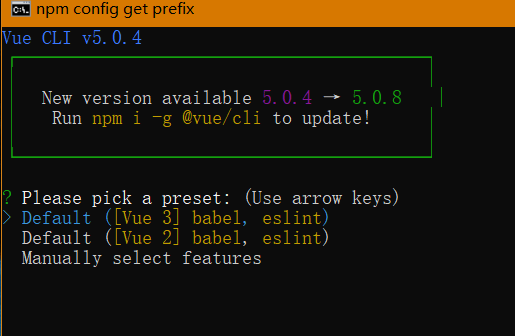 npm config get prefix
Vue CLI v5.0.4
New version available 5.0.4 → 5.0.8
Run npm i -g @vue/cli to update!
? Please pick a preset: (Use arrow keys)
> Default ([Vue 3] babel, eslint)
Default ([Vue 2] babel, eslint)
Manually select features